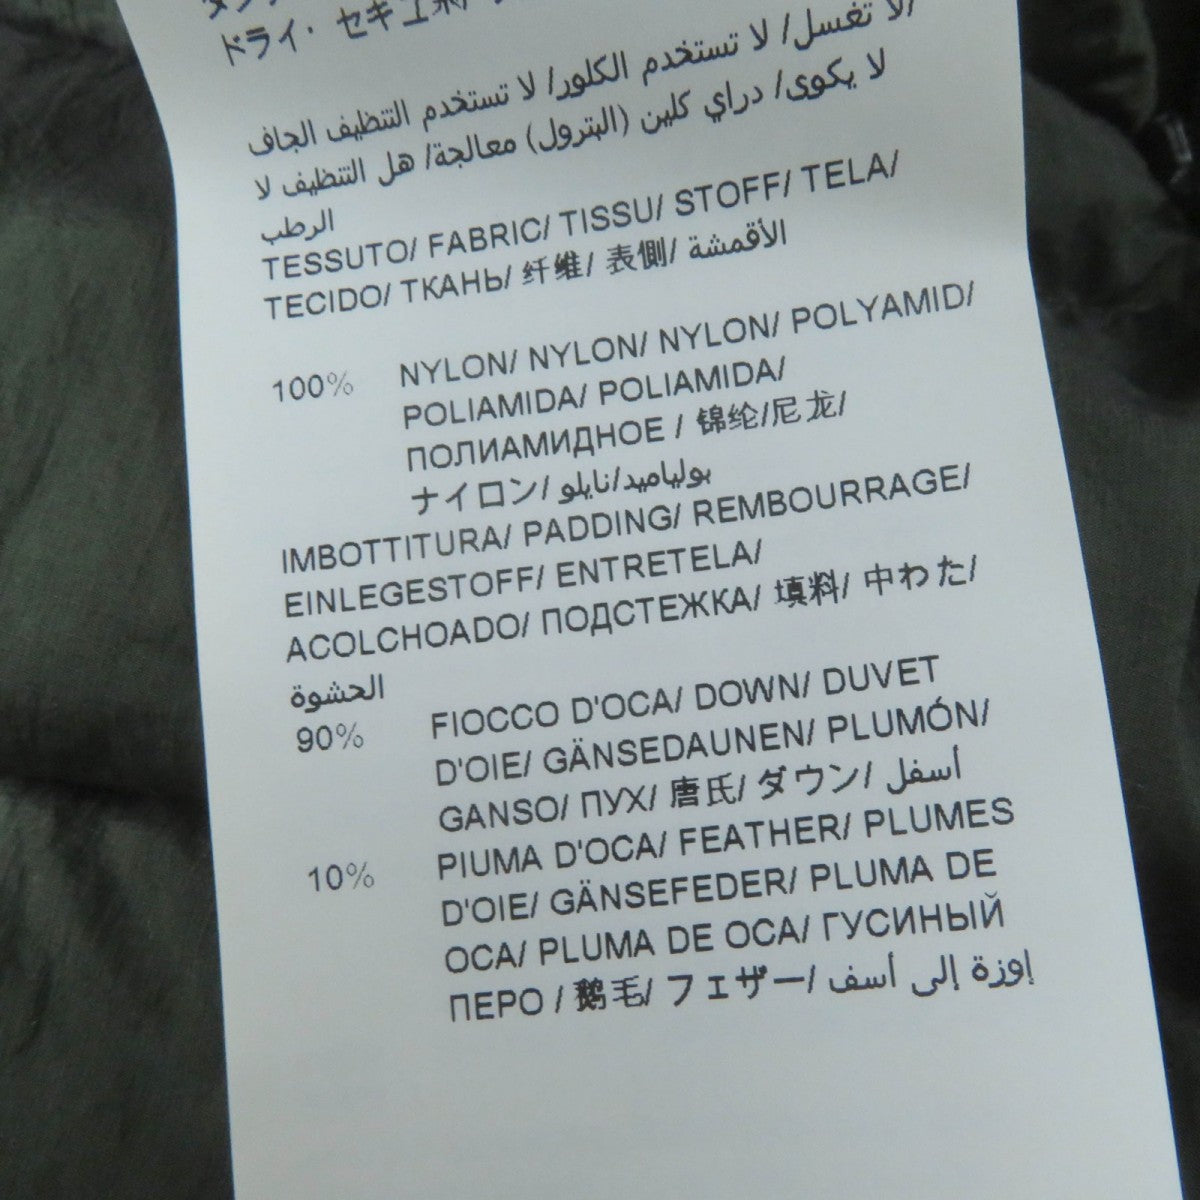 ドライ・セキユ系/
لا تغسل/ لا تستخدم الكلور/ لا تستخدم التنظيف الجاف/
لا يكوى/ دراي كلين (البترول) معالجة/ هل التنظيف لا
الرطب
TESSUTO/ FABRIC/ TISSU/ STOFF/ TELA/
TECIDO/ ТКАНЬ/ 纤维/ 表側/ الأقمشة
100% NYLON/ NYLON/ NYLON/ POLYAMID/
POLIAMIDA/ POLIAMIDA/
ПОЛИАМИДНОЕ / 锦纶/尼龙/
ナイロン/ بولياميد/نايلو
IMBOTTITURA/ PADDING/ REMBOURRAGE/
EINLEGESTOFF/ ENTRETELA/
ACOLCHOADO/ ПОДСТЕЖКА/ 填料/ 中わた/
الحشوة
90% FIOCCO D'OCA/ DOWN/ DUVET
D'OIE/ GÄNSEDAUNEN/ PLUMÓN/
GANSO/ ПУХ/ 唐氏/ ダウン/ أسفل
10% PIUMA D'OCA/ FEATHER/ PLUMES
D'OIE/ GÄNSEFEDER/ PLUMA DE
OCA/ PLUMA DE OCA/ ГУСИНЫЙ
ПЕРО / 鹅毛/ フェザー/ إوزة إلى أسف